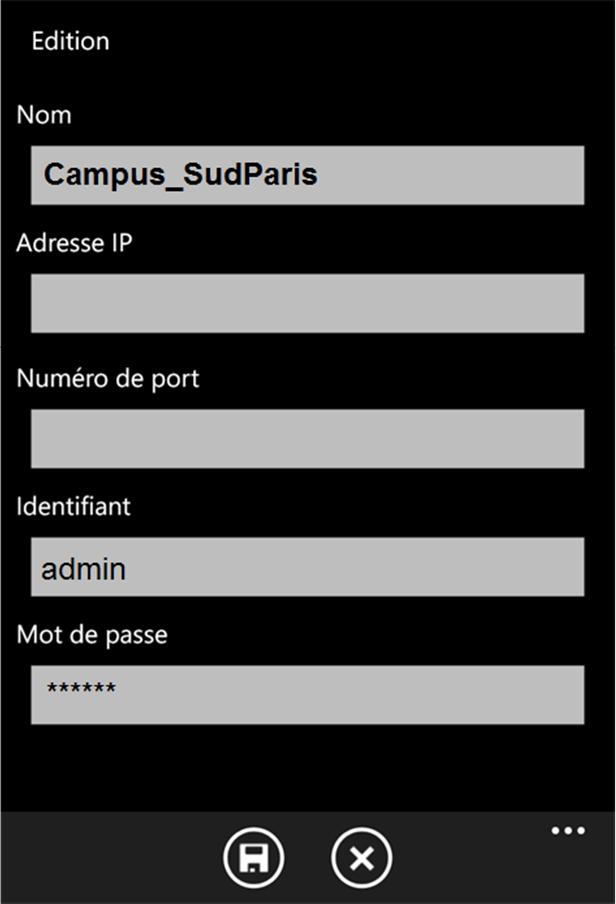 Edition
Nom
Campus_SudParis
Adresse IP
Numéro de port
Identifiant
admin
Mot de passe
******